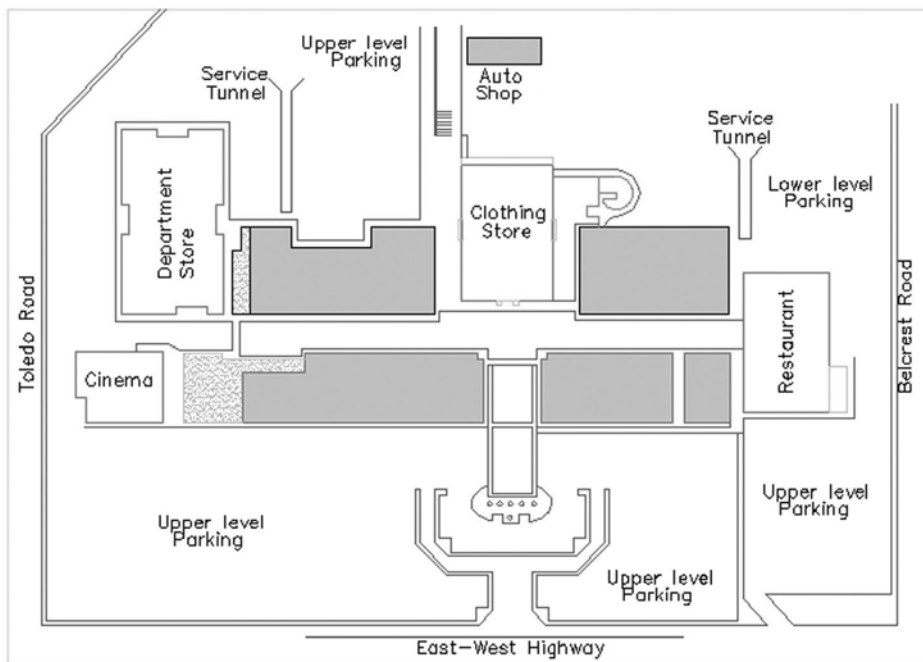 Upper level
Parking
Auto
Shop
Service
Tunnel
Service
Tunnel
Lower level
Parking
Department
Store
Clothing
Store
Toledo Road
Belcrest Road
Restaurant
Cinema
Upper level
Parking
Upper level
Parking
Upper level
Parking
East-West Highway